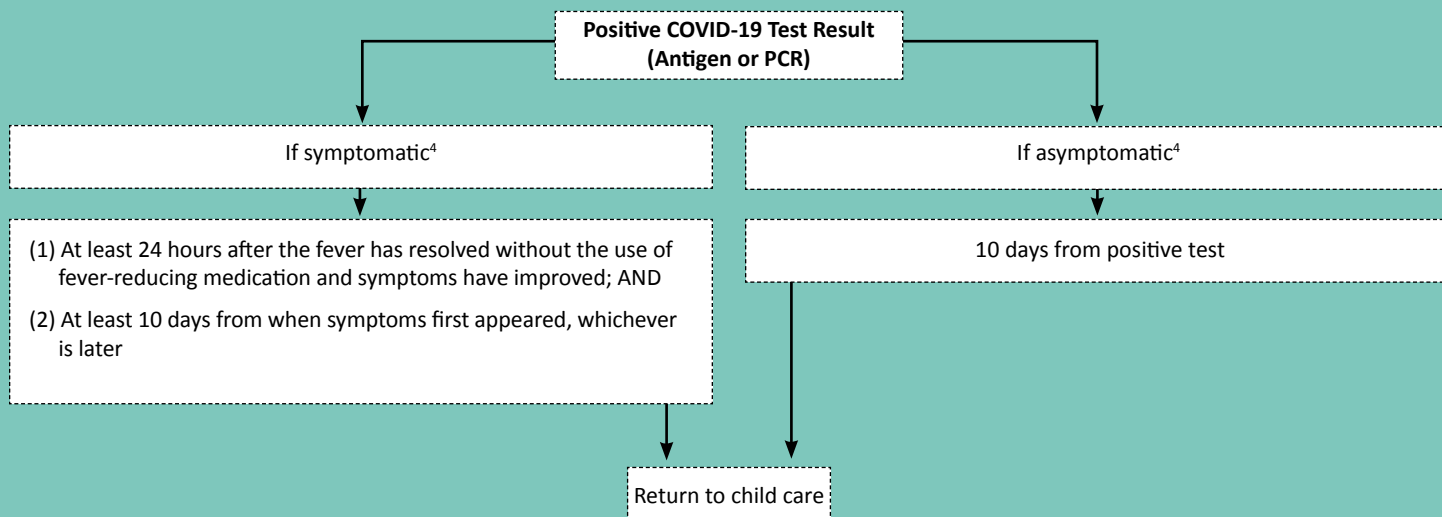 Positive COVID-19 Test Result
(Antigen or PCR)
If symptomatic⁴
If asymptomatic⁴
(1) At least 24 hours after the fever has resolved without the use of
fever-reducing medication and symptoms have improved; AND
(2) At least 10 days from when symptoms first appeared, whichever
is later
10 days from positive test
Return to child care